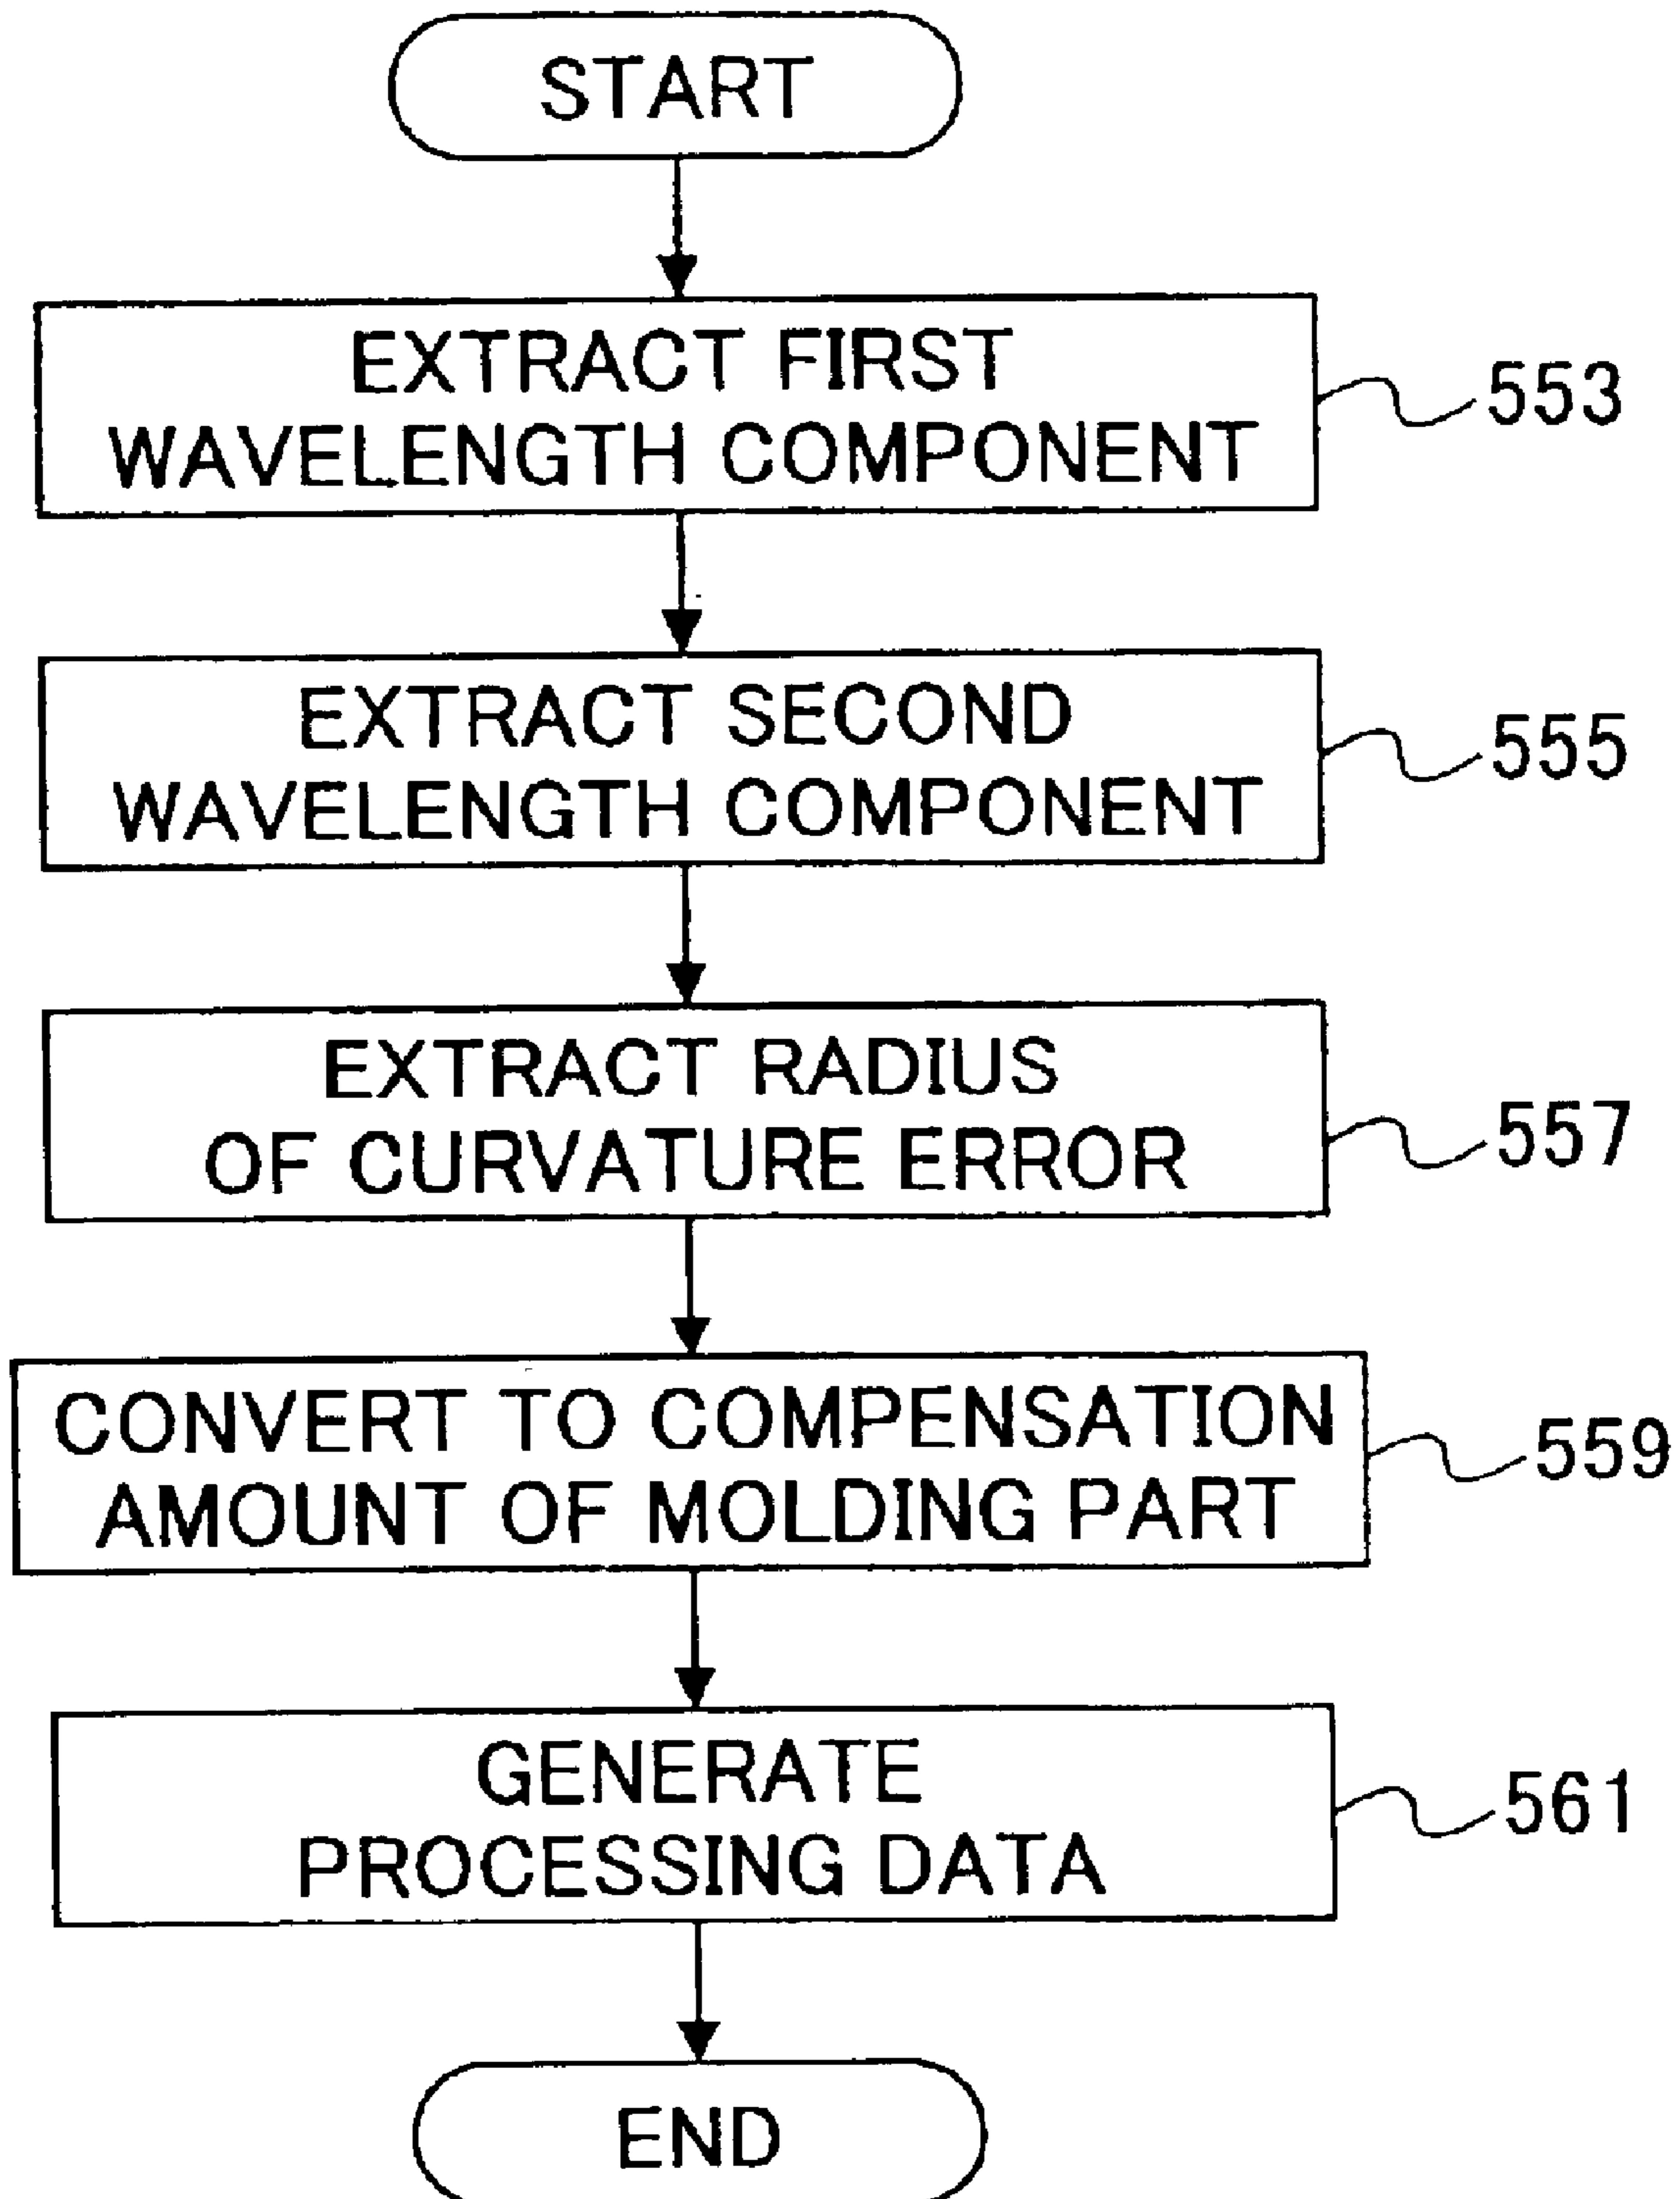 START
EXTRACT FIRST
WAVELENGTH COMPONENT
553
EXTRACT SECOND
WAVELENGTH COMPONENT
555
EXTRACT RADIUS
OF CURVATURE ERROR
557
CONVERT TO COMPENSATION
AMOUNT OF MOLDING PART
559
GENERATE
PROCESSING DATA
561
END